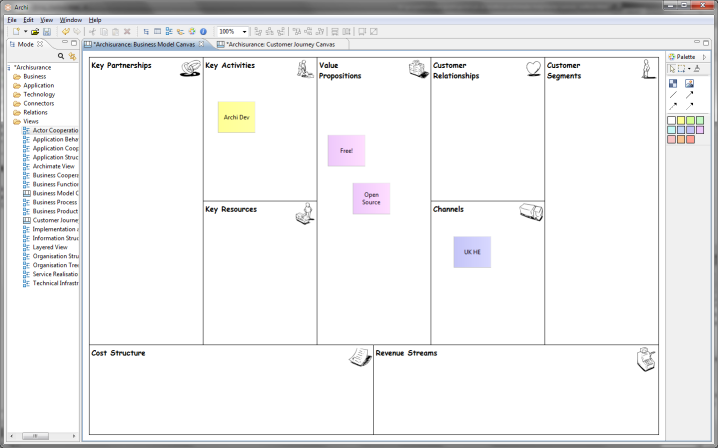 Archi
File Edit View Window Help
100%
Mode
*Archisurance: Business Model Canvas
*Archisurance: Customer Journey Canvas
*Archisurance
Business
Application
Technology
Connectors
Relations
Views
Actor Cooperatio
Application Behav
Application Coop
Application Struc
Archimate View
Business Coopera
Business Function
Business Model C
Business Process
Business Product
Customer Journey
Implementation a
Information Struc
Layered View
Organisation Stru
Organisation Tree
Service Realisatio
Technical Infrastr
Key Partnerships
Key Activities
Archi Dev
Key Resources
Value
Propositions
Free!
Open
Source
Customer
Relationships
Channels
UK HE
Customer
Segments
Cost Structure
Revenue Streams
Palette